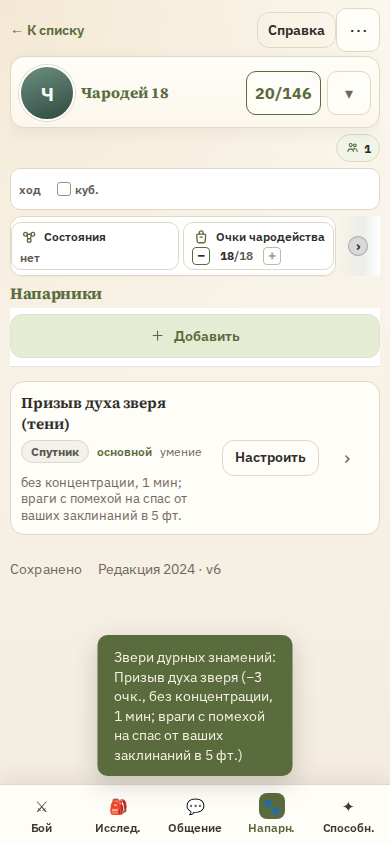 ← К списку
Справка
...
Ч
Чародей 18
20/146
▼
1
ход
куб.
Состояния
нет
Очки чародейства
− 18/18 +
›
Напарники
+ Добавить
Призыв духа зверя
(тени)
Спутник основной умение
Настроить
›
без концентрации, 1 мин;
враги с помехой на спас от
ваших заклинаний в 5 фт.
Сохранено Редакция 2024 · v6
Звери дурных знамений:
Призыв духа зверя (−3
очк., без концентрации,
1 мин; враги с помехой
на спас от ваших
заклинаний в 5 фт.)
Бой Исслед. Общение Напарн. Способн.